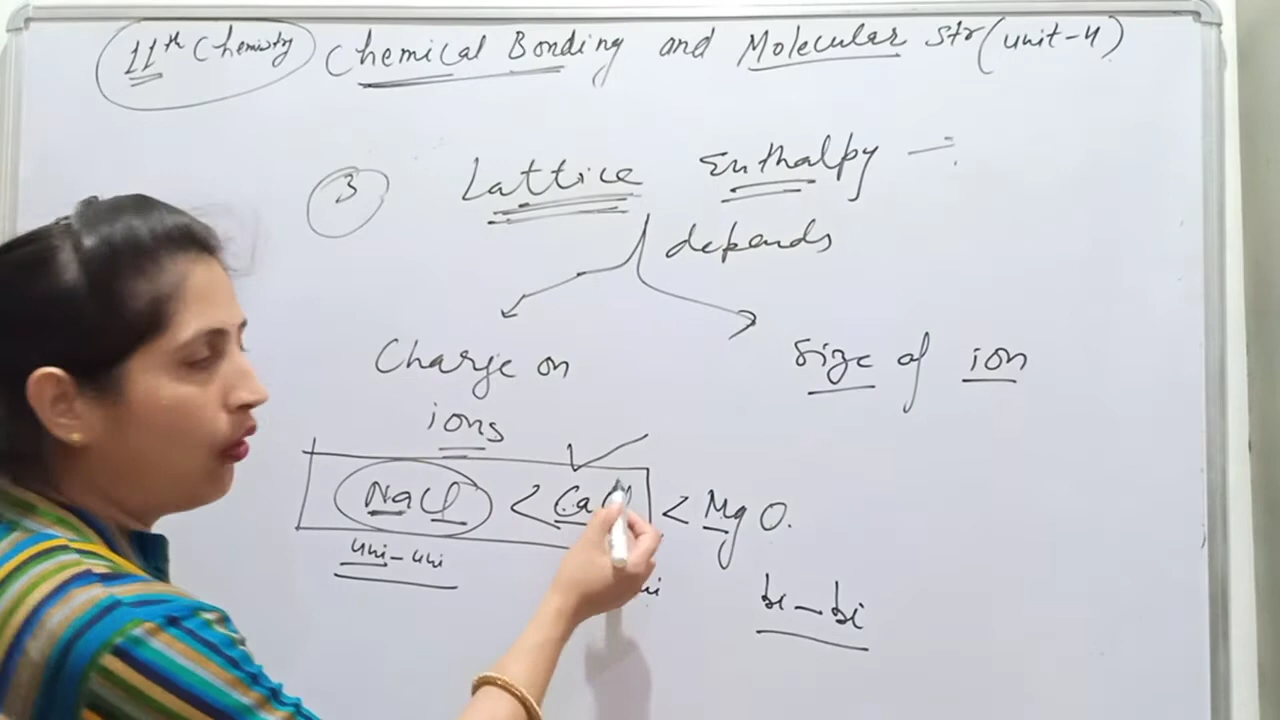 11th Chemistry Chemical Bonding and Molecular Str (unit-4)
3 Lattice Enthalpy -:
depends
Charge on ions
Size of ion
NaCl < Ca < MgO.
uni-uni
bi-bi